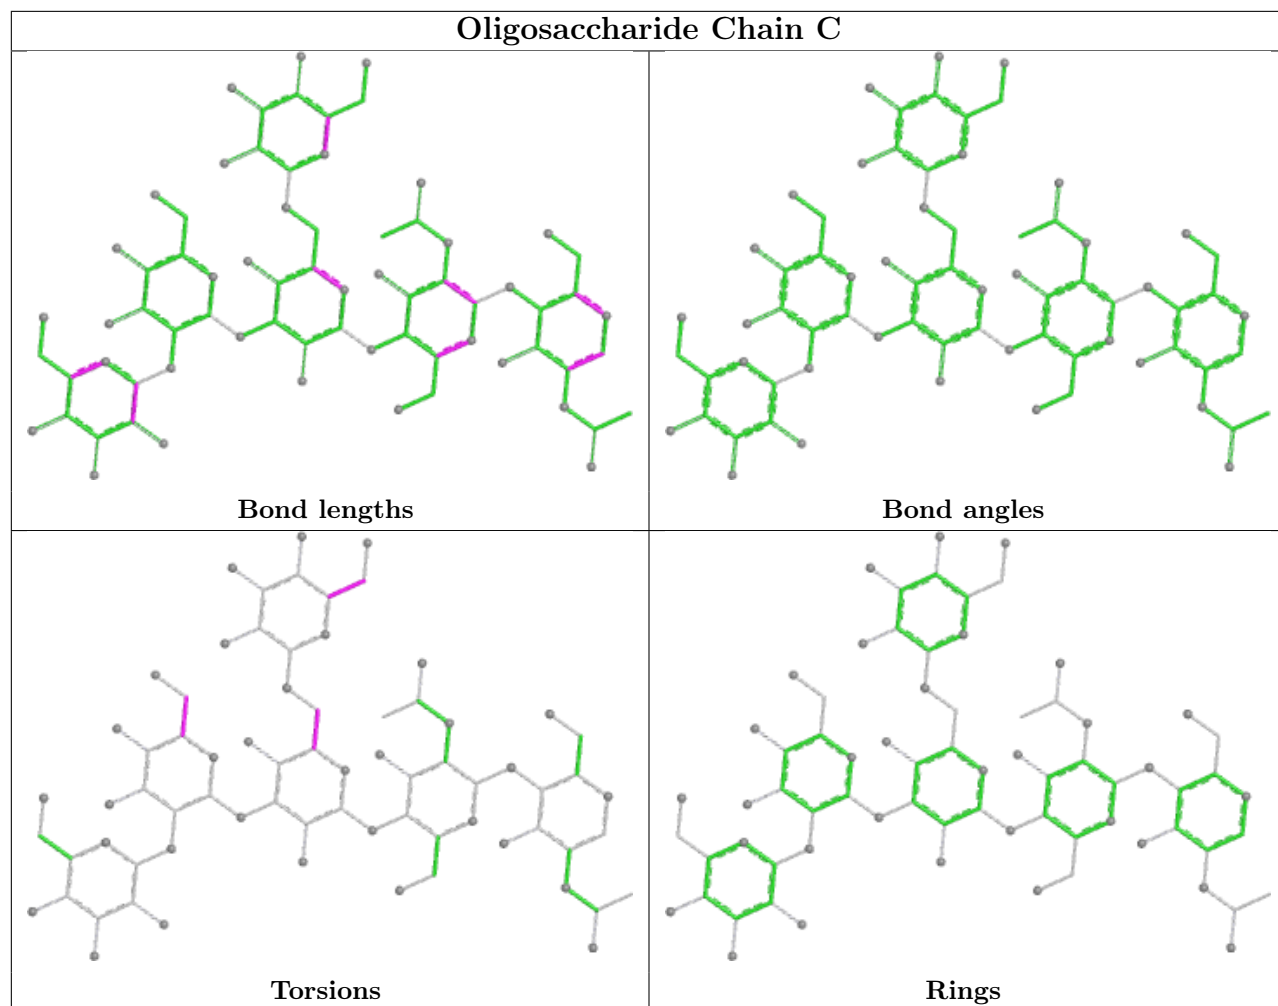 Oligosaccharide Chain C
Bond lengths
Bond angles
Torsions
Rings